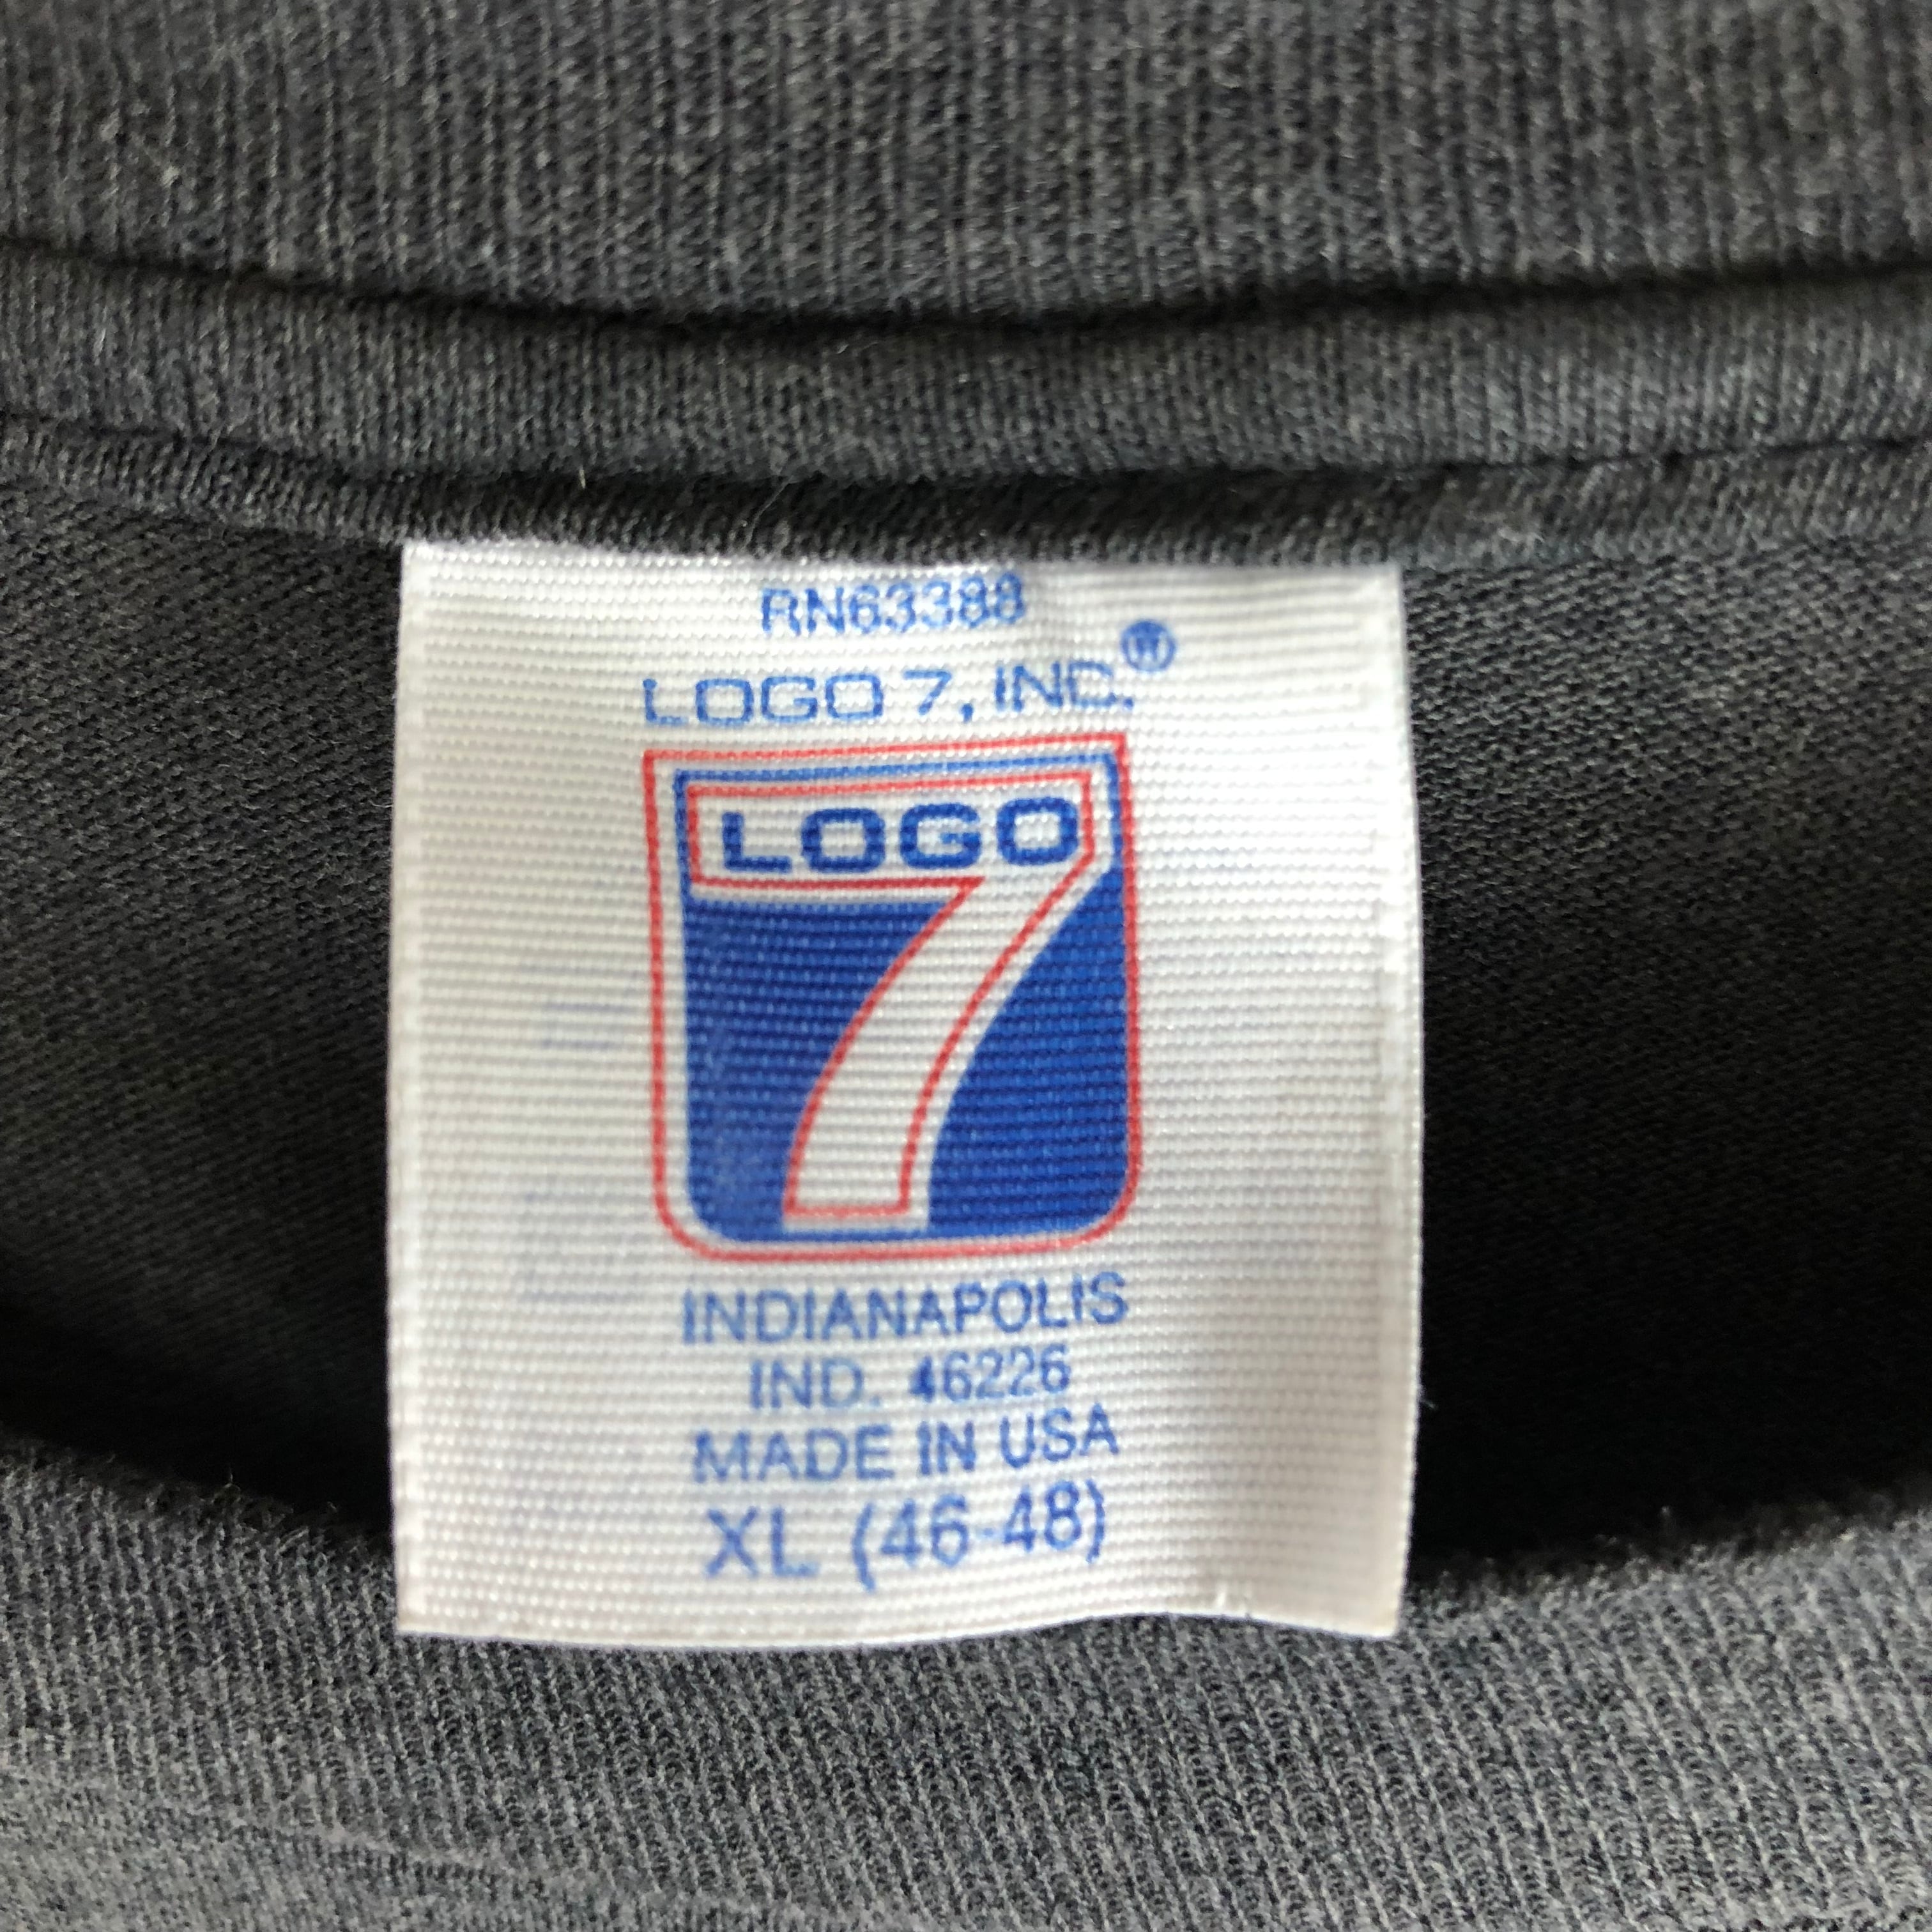 RN63388
LOGO 7, INC.®
LOGO
7
INDIANAPOLIS
IND. 46226
MADE IN USA
XL (46-48)